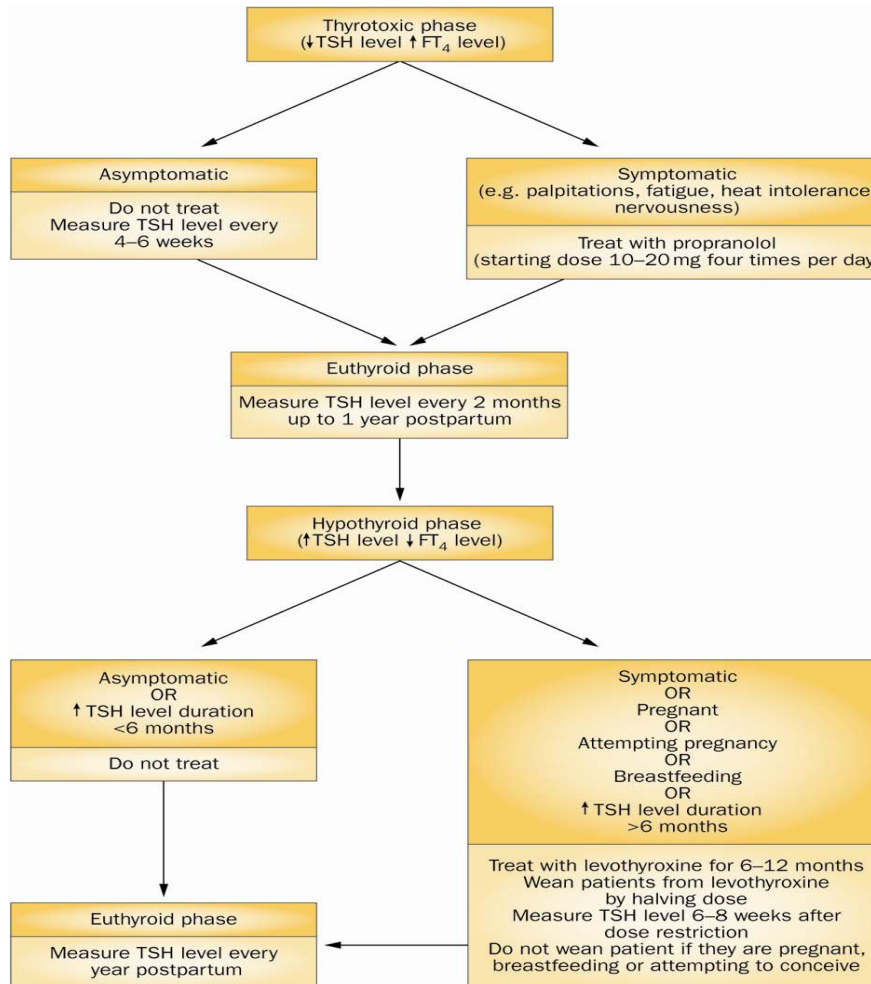 Thyrotoxic phase
(↓TSH level ↑FT₄ level)
Asymptomatic
Do not treat
Measure TSH level every
4–6 weeks
Symptomatic
(e.g. palpitations, fatigue, heat intolerance
nervousness)
Treat with propranolol
(starting dose 10–20 mg four times per day
Euthyroid phase
Measure TSH level every 2 months
up to 1 year postpartum
Hypothyroid phase
(↑TSH level ↓FT₄ level)
Asymptomatic
OR
↑TSH level duration
<6 months
Do not treat
Symptomatic
OR
Pregnant
OR
Attempting pregnancy
OR
Breastfeeding
OR
↑TSH level duration
>6 months
Treat with levothyroxine for 6–12 months
Wean patients from levothyroxine
by halving dose
Measure TSH level 6–8 weeks after
dose restriction
Do not wean patient if they are pregnant,
breastfeeding or attempting to conceive
Euthyroid phase
Measure TSH level every
year postpartum